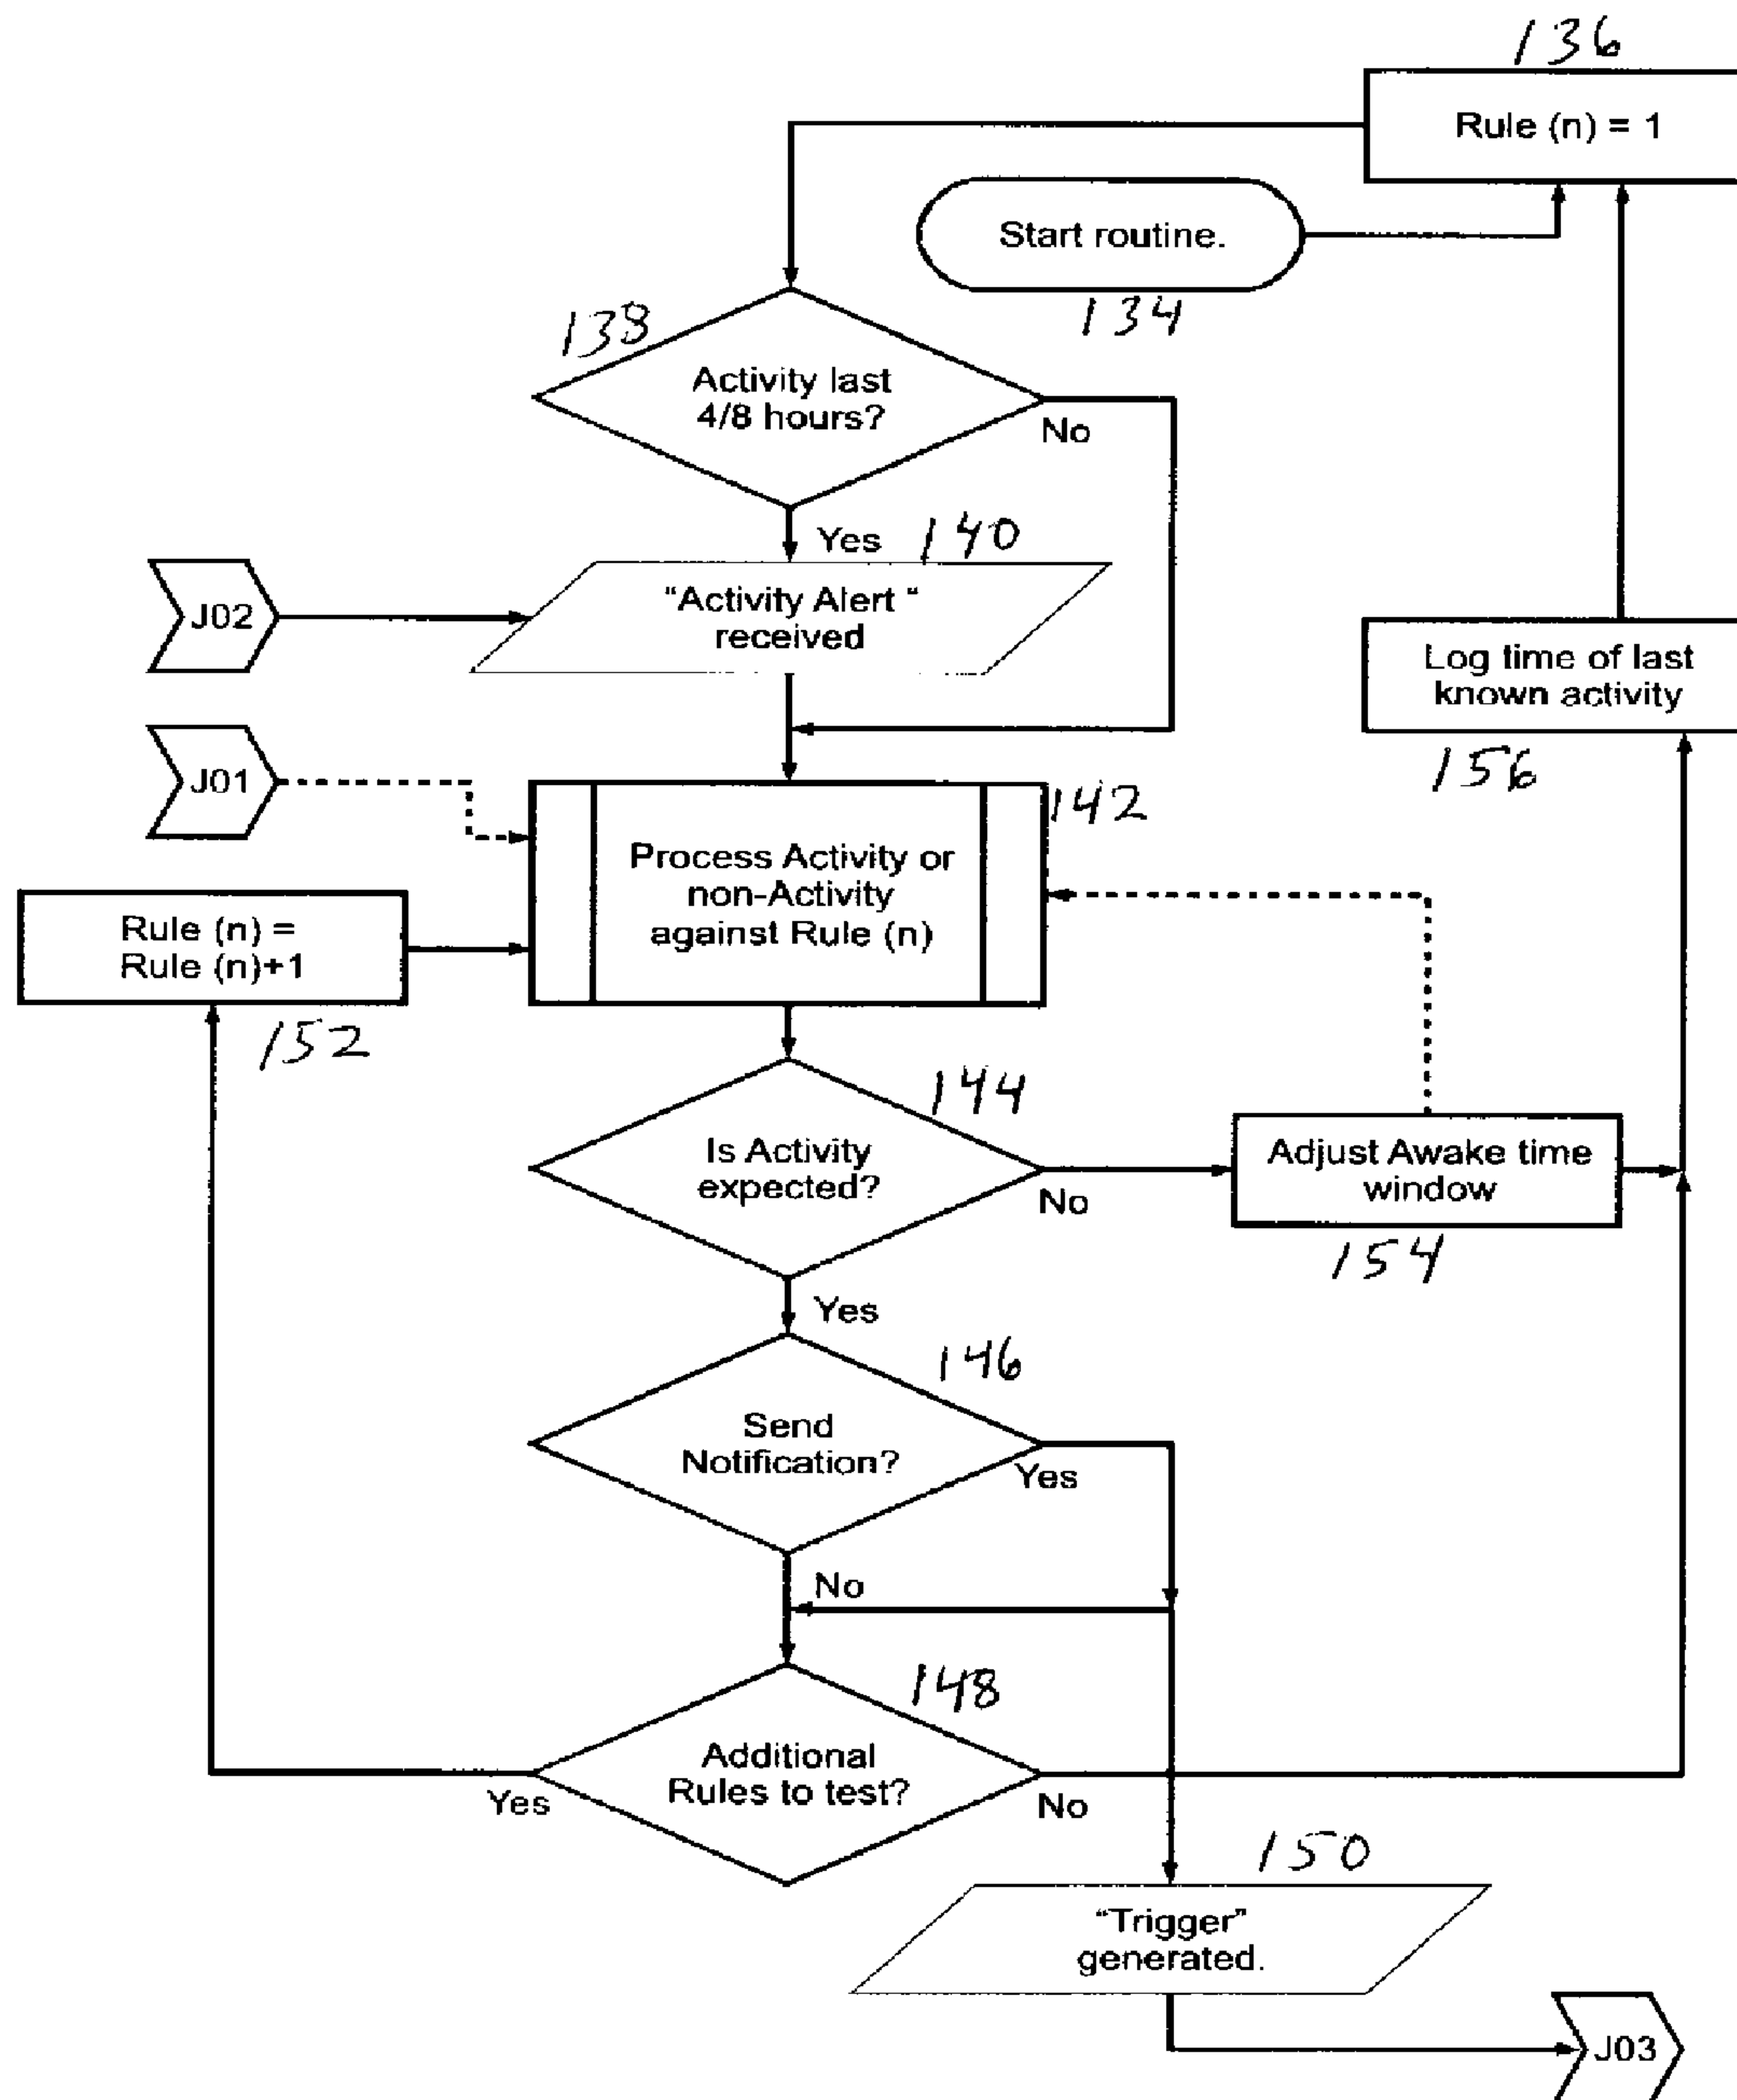 136
Rule (n) = 1
Start routine.
134
138
Activity last
4/8 hours?
No
Yes
140
J02
"Activity Alert "
received
Log time of last
known activity
156
J01
142
Process Activity or
non-Activity
against Rule (n)
Rule (n) =
Rule (n)+1
152
144
Is Activity
expected?
No
Adjust Awake time
window
154
Yes
146
Send
Notification?
Yes
No
148
Additional
Rules to test?
Yes
No
150
"Trigger"
generated.
J03